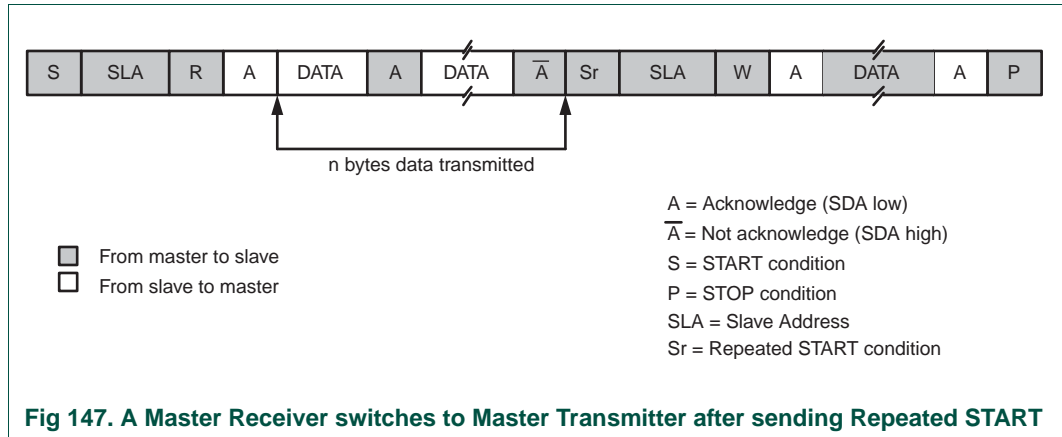 S SLA R A DATA A DATA A̅ Sr SLA W A DATA A P
n bytes data transmitted
From master to slave
From slave to master
A = Acknowledge (SDA low)
A̅ = Not acknowledge (SDA high)
S = START condition
P = STOP condition
SLA = Slave Address
Sr = Repeated START condition
Fig 147. A Master Receiver switches to Master Transmitter after sending Repeated START